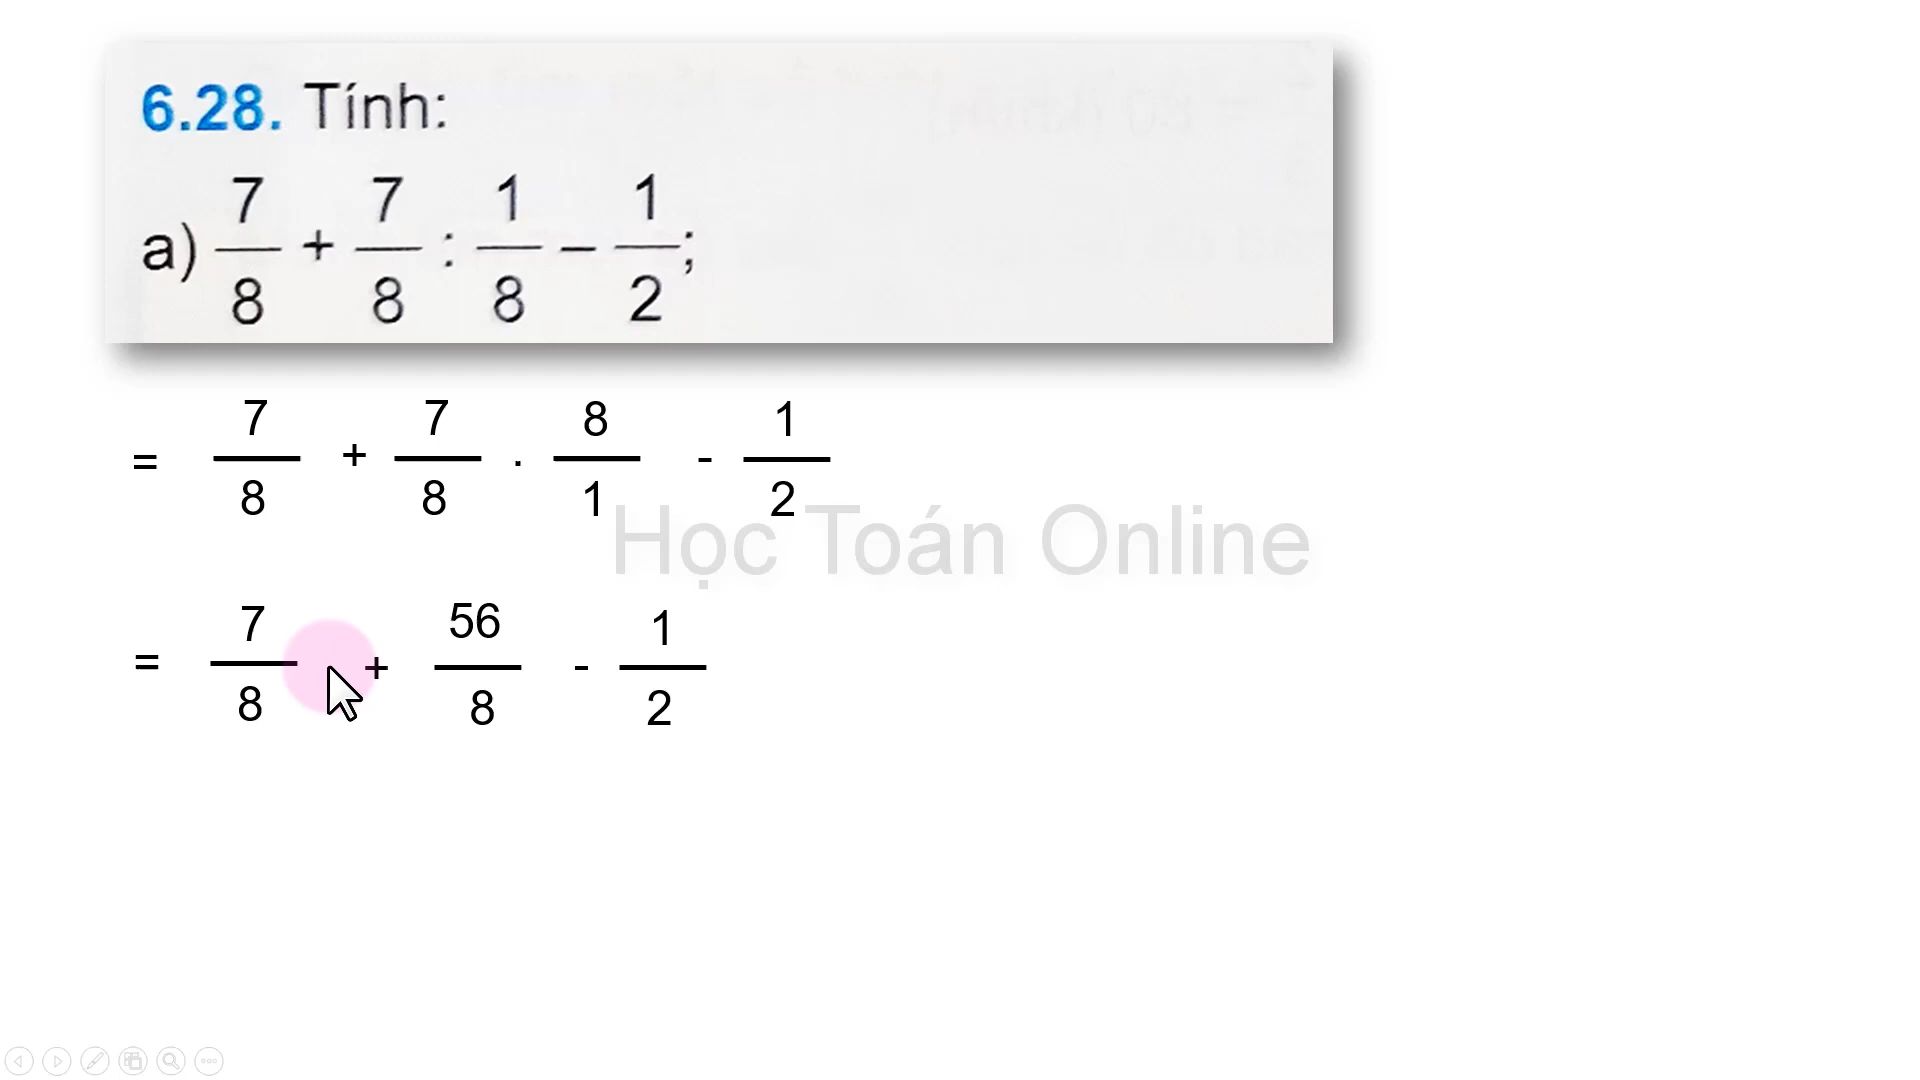 6.28. Tính:
a) 7/8 + 7/8 : 1/8 – 1/2;
= 7/8 + 7/8 . 8/1 - 1/2
Học Toán Online
= 7/8 + 56/8 - 1/2